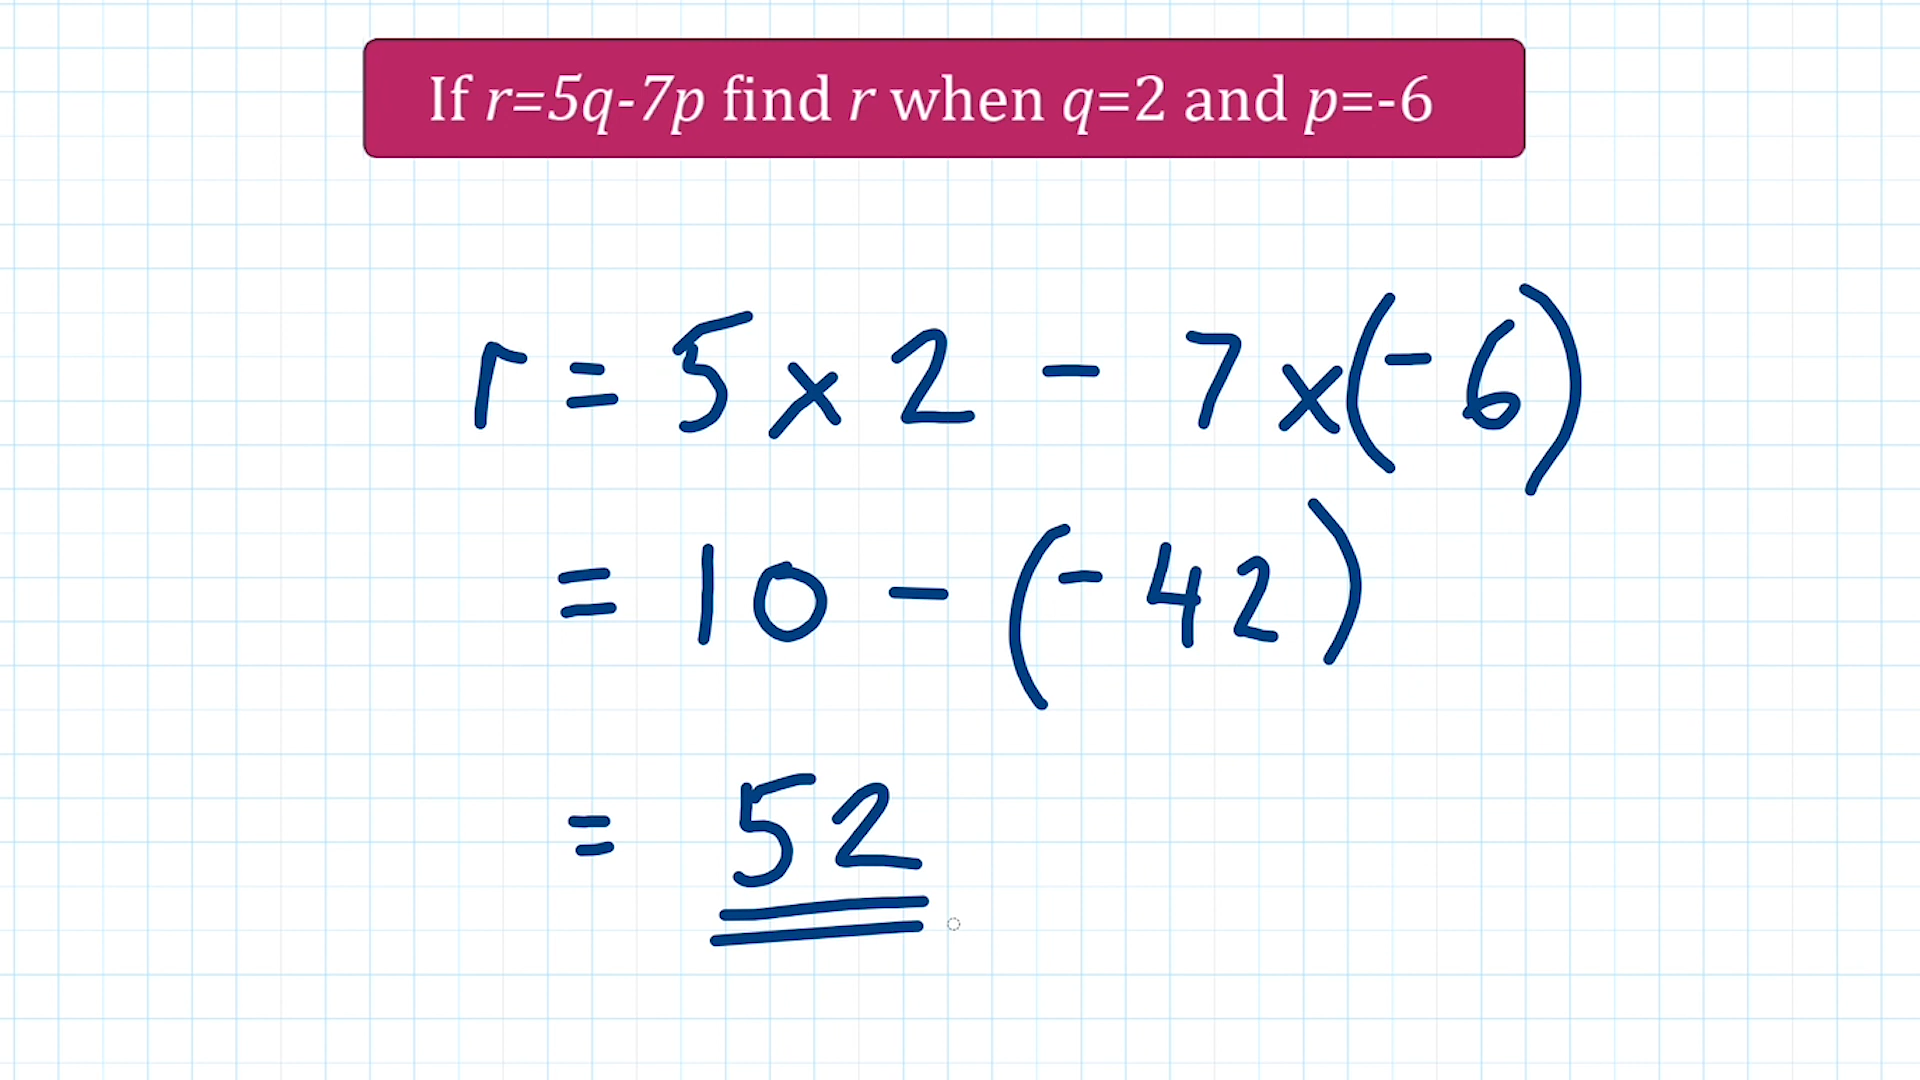 If r=5q-7p find r when q=2 and p=-6
r = 5 x 2 - 7 x (-6)
= 10 - (-42)
= 52